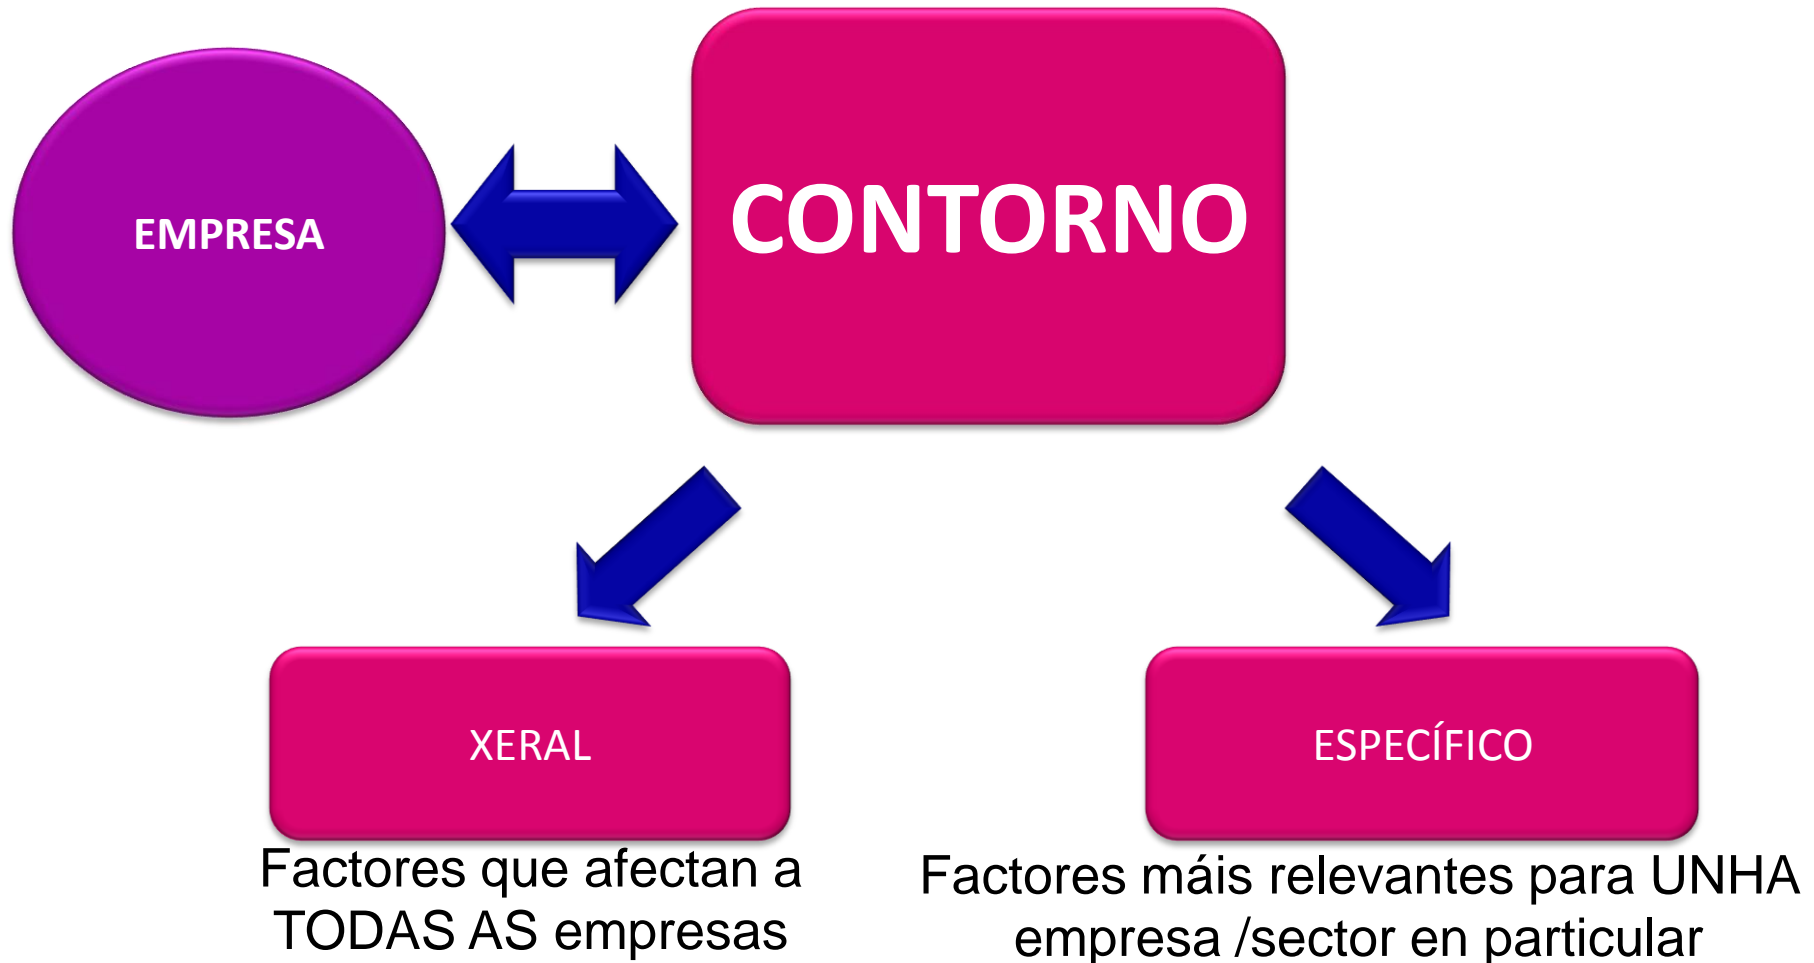 EMPRESA
CONTORNO
XERAL
ESPECÍFICO
Factores que afectan a
TODAS AS empresas
Factores máis relevantes para UNHA
empresa /sector en particular